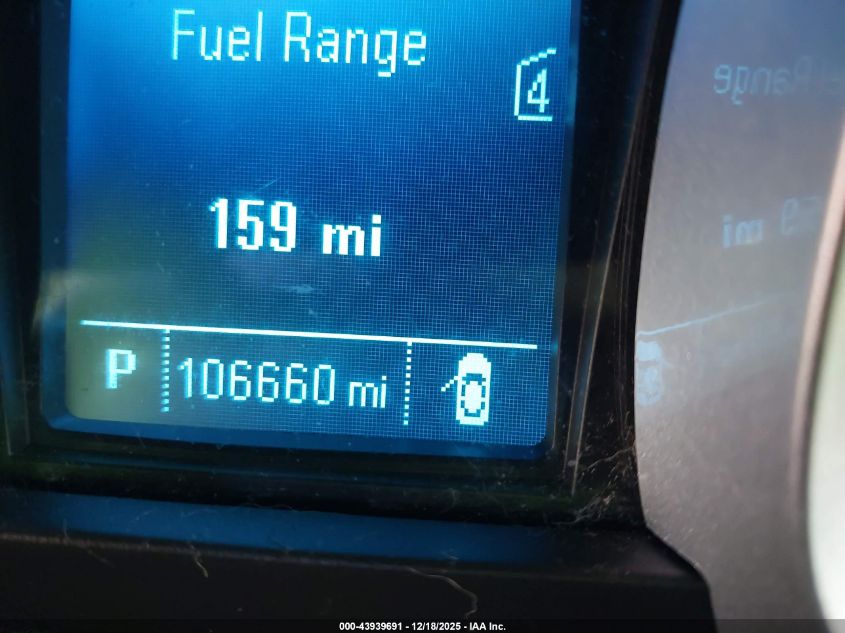 Fuel Range
4
159 mi
P 106660 mi
000-43939691 - 12/18/2025 - IAA Inc.